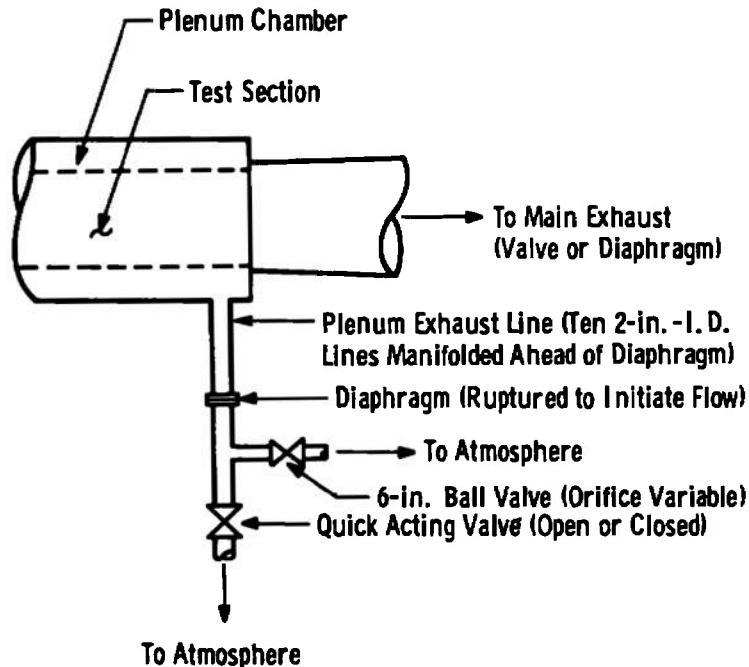 Plenum Chamber
Test Section
To Main Exhaust
(Valve or Diaphragm)
Plenum Exhaust Line (Ten 2-in. -I. D.
Lines Manifolded Ahead of Diaphragm)
Diaphragm (Ruptured to Initiate Flow)
To Atmosphere
6-in. Ball Valve (Orifice Variable)
Quick Acting Valve (Open or Closed)
To Atmosphere